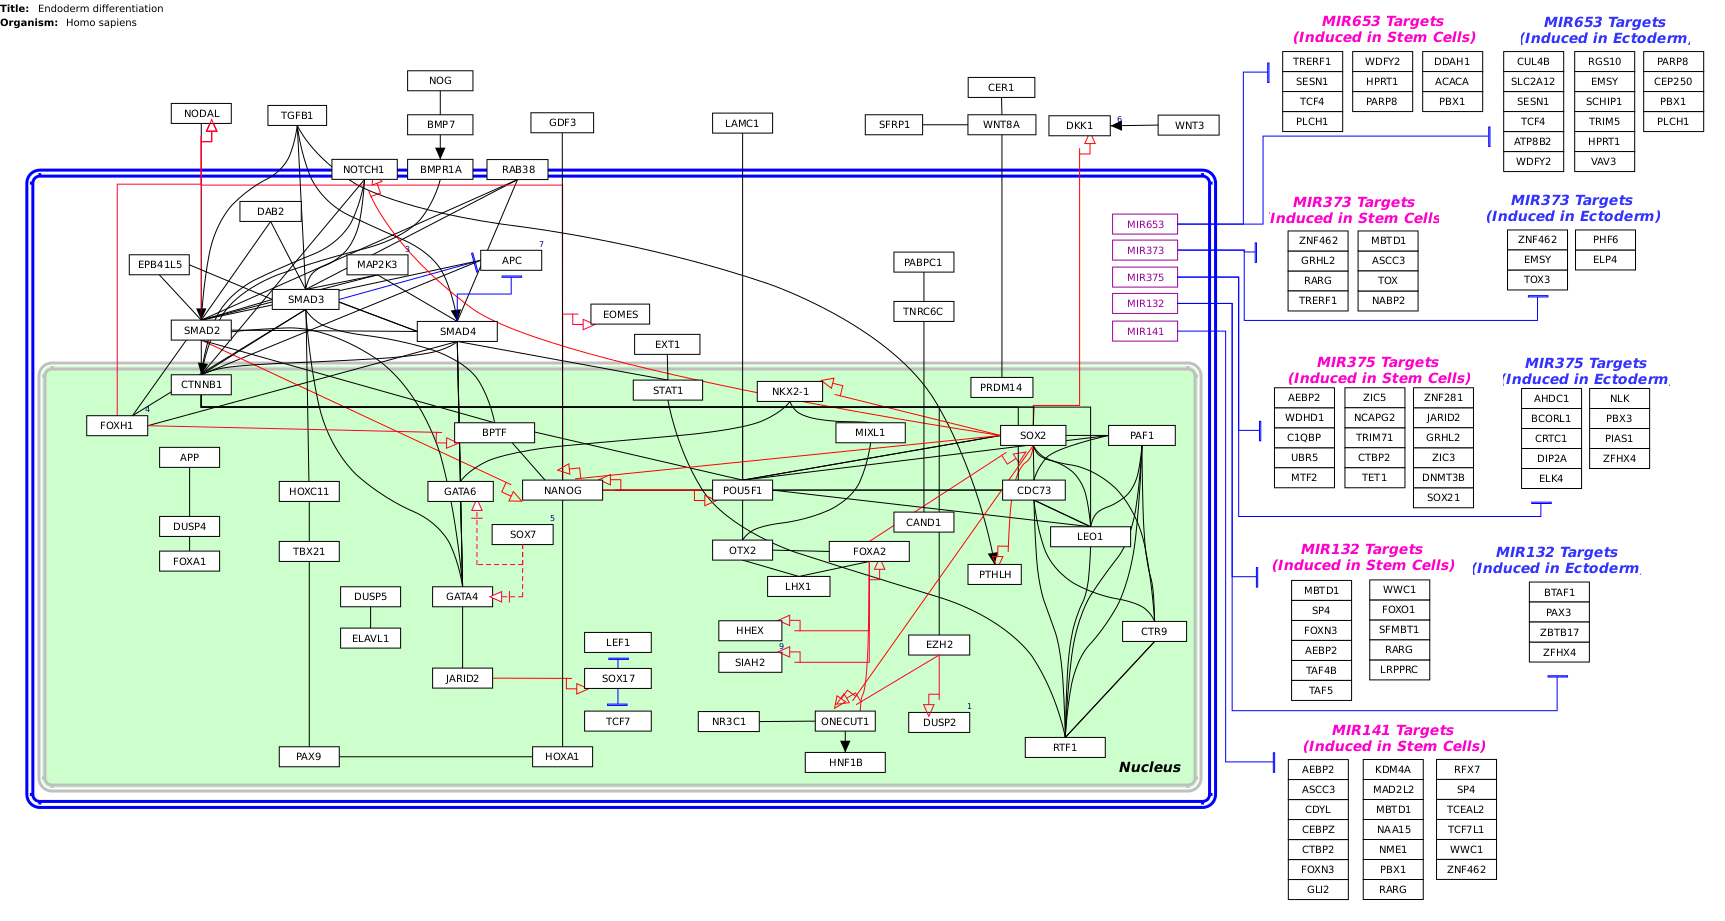 Title: Endoderm differentiation
Organism: Homo sapiens
NOG
NODAL
TGFB1
BMP7
GDF3
LAMC1
CER1
SFRP1
WNT8A
DKK1
6
WNT3
NOTCH1
BMPR1A
RAB38
DAB2
EPB41L5
MAP2K3
3
APC
7
SMAD3
SMAD2
SMAD4
EOMES
EXT1
PABPC1
TNRC6C
MIR653
MIR373
MIR375
MIR132
MIR141
CTNNB1
STAT1
NKX2-1
PRDM14
FOXH1
4
BPTF
MIXL1
SOX2
PAF1
APP
HOXC11
GATA6
NANOG
POU5F1
CDC73
DUSP4
SOX7
5
CAND1
LEO1
FOXA1
TBX21
OTX2
FOXA2
PTHLH
LHX1
DUSP5
GATA4
ELAVL1
LEF1
HHEX
CTR9
SIAH2
9
EZH2
JARID2
SOX17
TCF7
NR3C1
ONECUT1
DUSP2
1
PAX9
HOXA1
HNF1B
RTF1
Nucleus
MIR653 Targets
(Induced in Stem Cells)
TRERF1 WDFY2 DDAH1
SESN1 HPRT1 ACACA
TCF4 PARP8 PBX1
PLCH1
MIR653 Targets
(Induced in Ectoderm)
CUL4B RGS10 PARP8
SLC2A12 EMSY CEP250
SESN1 SCHIP1 PBX1
TCF4 TRIM5 PLCH1
ATP8B2 HPRT1
WDFY2 VAV3
MIR373 Targets
(Induced in Stem Cells
ZNF462 MBTD1
GRHL2 ASCC3
RARG TOX
TRERF1 NABP2
MIR373 Targets
(Induced in Ectoderm)
ZNF462 PHF6
EMSY ELP4
TOX3
MIR375 Targets
(Induced in Stem Cells)
AEBP2 ZIC5 ZNF281
WDHD1 NCAPG2 JARID2
C1QBP TRIM71 GRHL2
UBR5 CTBP2 ZIC3
MTF2 TET1 DNMT3B
SOX21
MIR375 Targets
(Induced in Ectoderm
AHDC1 NLK
BCORL1 PBX3
CRTC1 PIAS1
DIP2A ZFHX4
ELK4
MIR132 Targets
(Induced in Stem Cells)
MBTD1 WWC1
SP4 FOXO1
FOXN3 SFMBT1
AEBP2 RARG
TAF4B LRPPRC
TAF5
MIR132 Targets
(Induced in Ectoderm
BTAF1
PAX3
ZBTB17
ZFHX4
MIR141 Targets
(Induced in Stem Cells)
AEBP2 KDM4A RFX7
ASCC3 MAD2L2 SP4
CDYL MBTD1 TCEAL2
CEBPZ NAA15 TCF7L1
CTBP2 NME1 WWC1
FOXN3 PBX1 ZNF462
GLI2 RARG